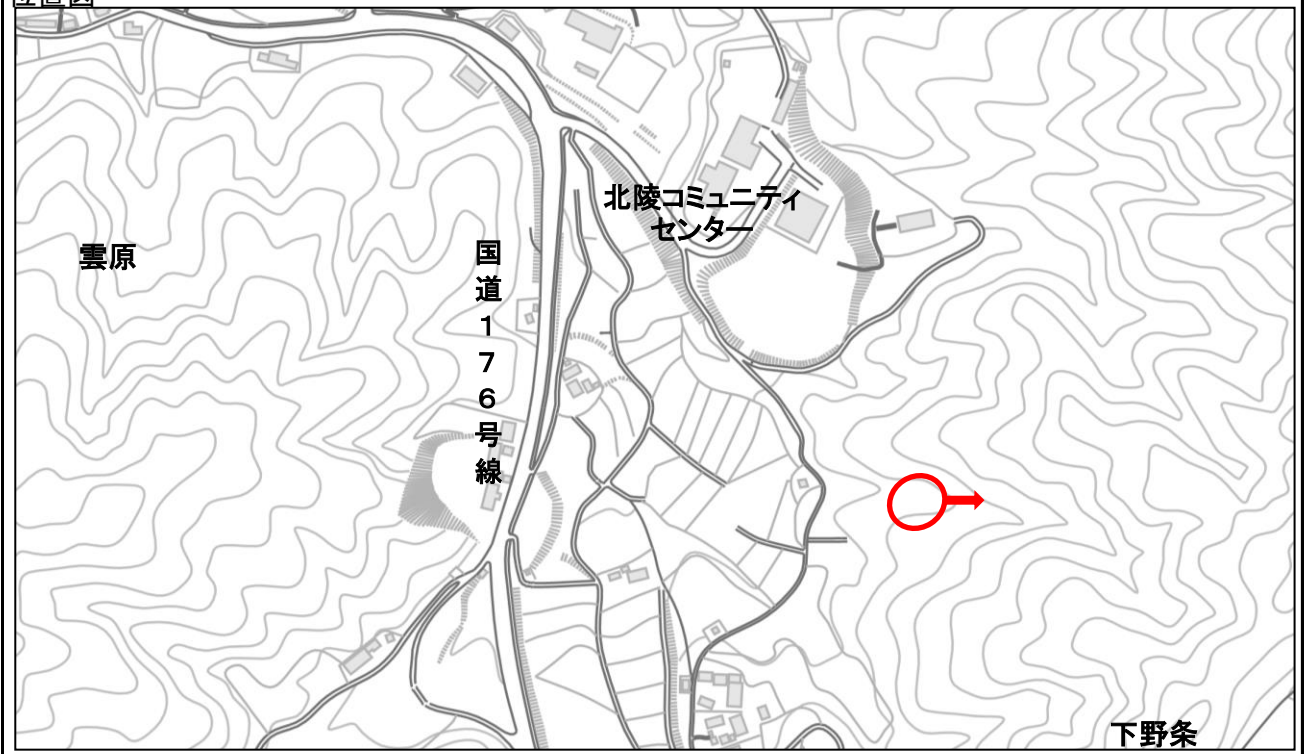 位置図
北陵コミュニティ
センター
雲原
国道176号線
下野条